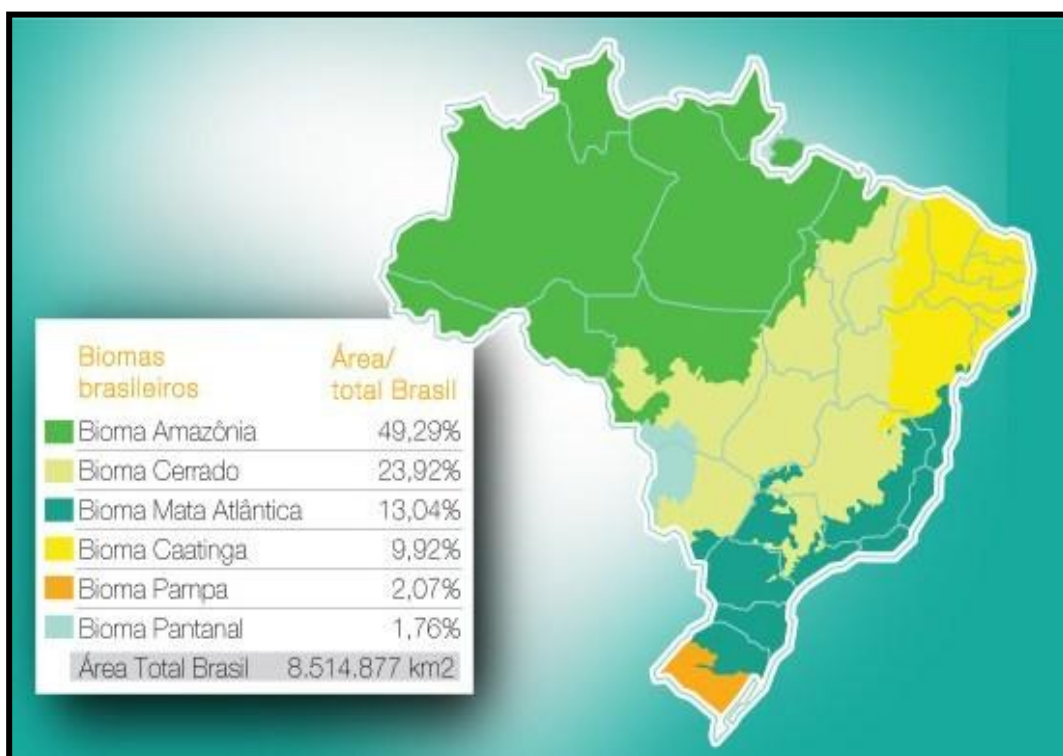 Biomas brasileiros
Área/ total Brasil
Bioma Amazônia 49,29%
Bioma Cerrado 23,92%
Bioma Mata Atlântica 13,04%
Bioma Caatinga 9,92%
Bioma Pampa 2,07%
Bioma Pantanal 1,76%
Área Total Brasil 8.514.877 km2